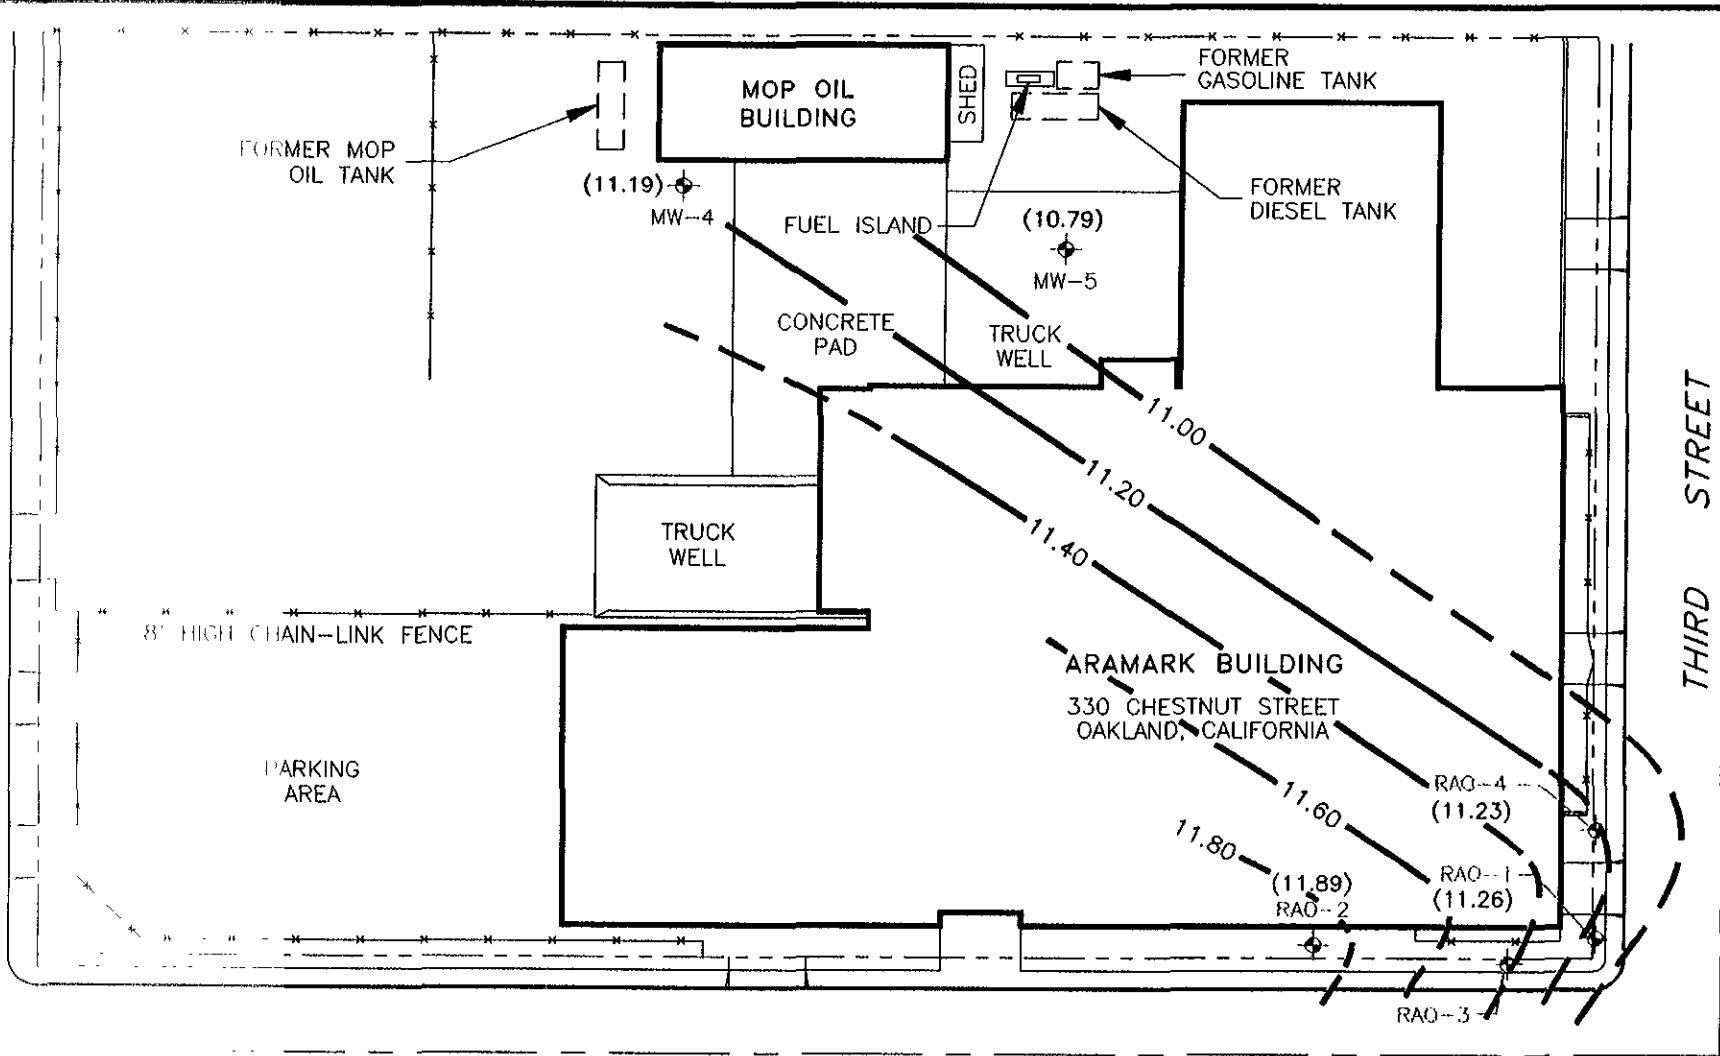 FORMER
GASOLINE TANK
MOP OIL
BUILDING
SHED
FORMER MOP
OIL TANK
(11.19)
MW-4
FUEL ISLAND
(10.79)
MW-5
FORMER
DIESEL TANK
CONCRETE
PAD
TRUCK
WELL
11.00
11.20
11.40
TRUCK
WELL
8' HIGH CHAIN-LINK FENCE
THIRD STREET
ARAMARK BUILDING
330 CHESTNUT STREET
OAKLAND, CALIFORNIA
PARKING
AREA
11.60
11.80
RAO-4
(11.23)
RAO-1
(11.26)
(11.89)
RAO-2
RAO-3